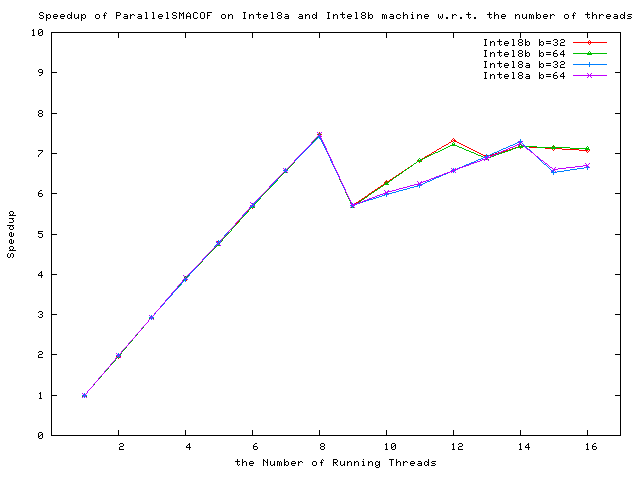 Speedup of ParallelSMACOF on Intel8a and Intel8b machine w.r.t. the number of threads
10
9
8
7
6
5
4
3
2
1
0
Intel8b b=32
Intel8b b=64
Intel8a b=32
Intel8a b=64
Speedup
2 4 6 8 10 12 14 16
the Number of Running Threads